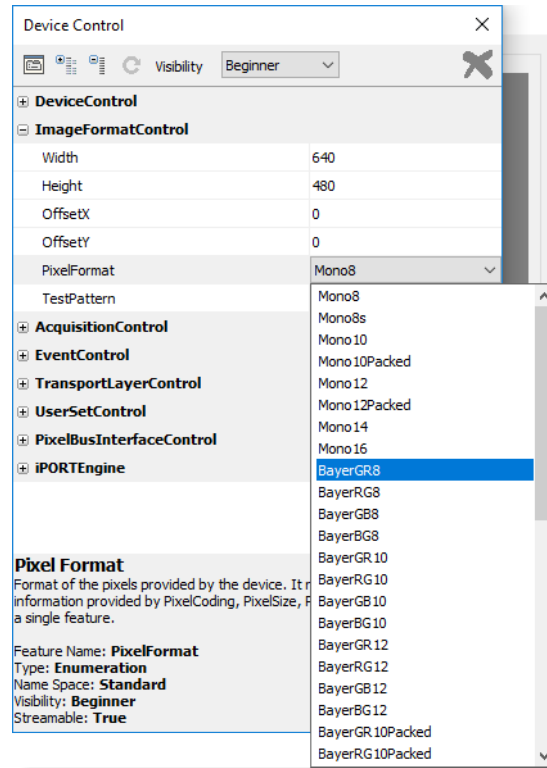 Device Control
Visibility Beginner
DeviceControl
ImageFormatControl
Width 640
Height 480
OffsetX 0
OffsetY 0
PixelFormat Mono8
TestPattern
AcquisitionControl
EventControl
TransportLayerControl
UserSetControl
PixelBusInterfaceControl
iPORTEngine
Mono8
Mono8s
Mono10
Mono10Packed
Mono12
Mono12Packed
Mono14
Mono16
BayerGR8
BayerRG8
BayerGB8
BayerBG8
BayerGR10
BayerRG10
BayerGB10
BayerBG10
BayerGR12
BayerRG12
BayerGB12
BayerBG12
BayerGR10Packed
BayerRG10Packed
Pixel Format
Format of the pixels provided by the device. It
information provided by PixelCoding, PixelSize,
a single feature.
Feature Name: PixelFormat
Type: Enumeration
Name Space: Standard
Visibility: Beginner
Streamable: True